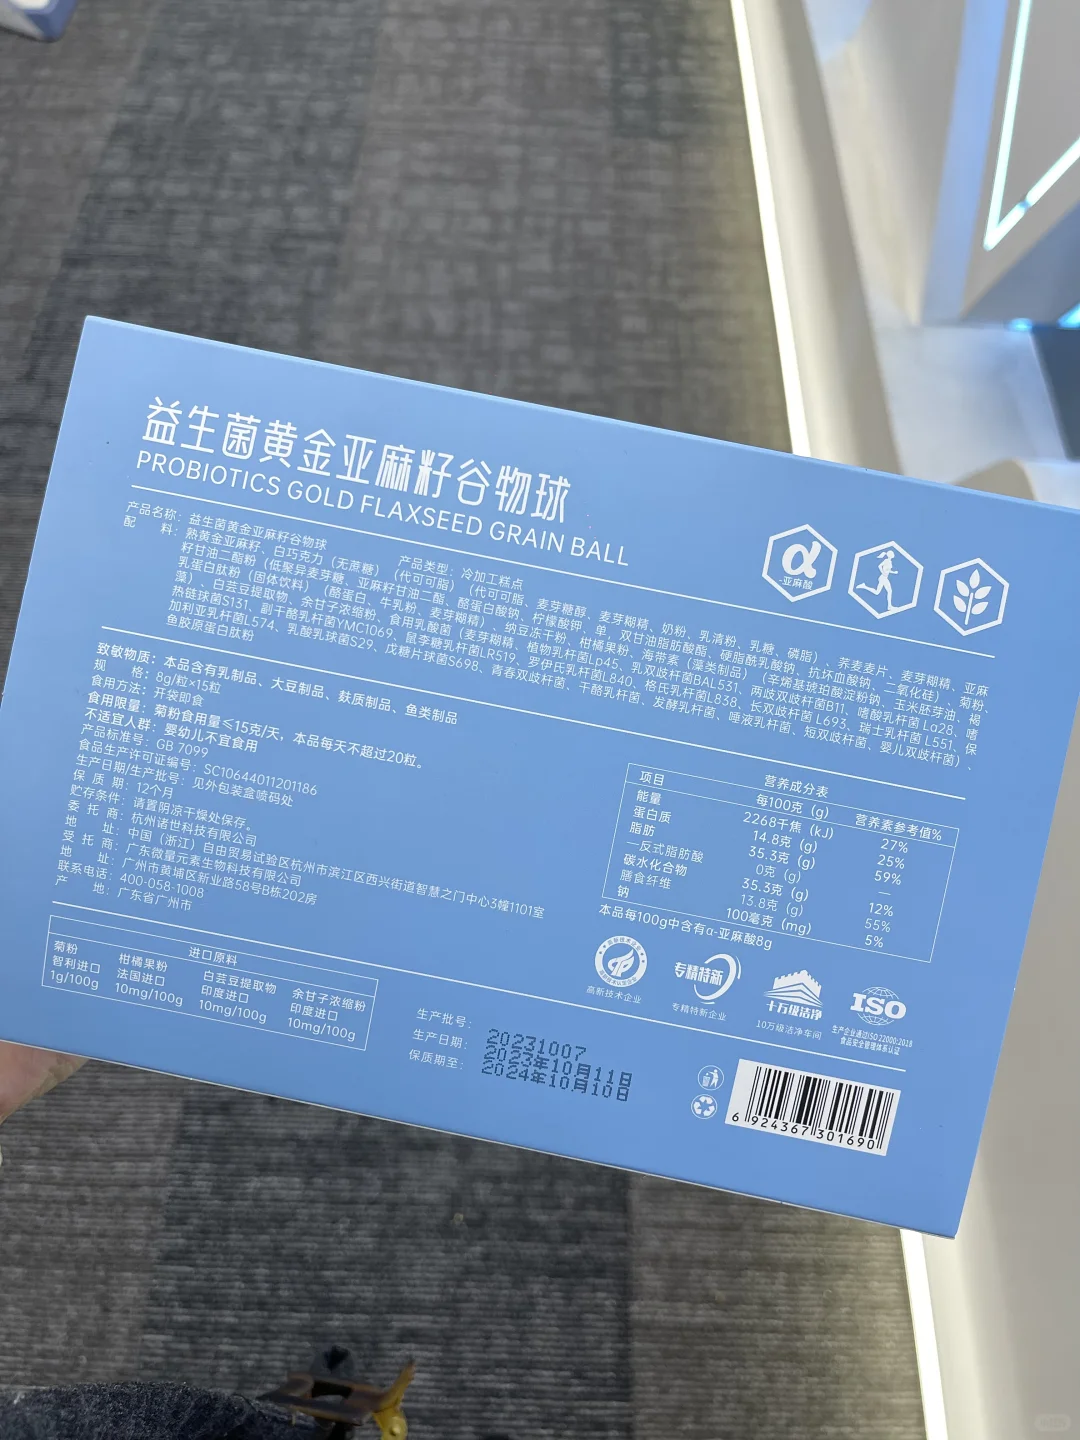 益生菌黄金亚麻籽谷物球
PROBIOTICS GOLD FLAXSEED GRAIN BALL
α
-亚麻酸
产品名称：益生菌黄金亚麻籽谷物球 产品类型：冷加工糕点
配 料：熟黄金亚麻籽、白巧克力（无蔗糖）（代可可脂）（代可可脂、麦芽糖醇、麦芽糊精、奶粉、乳清粉、乳糖、磷脂）、荞麦麦片、麦芽糊精、亚麻
籽甘油二酯粉（低聚异麦芽糖、亚麻籽甘油二酯、酪蛋白酸钠、柠檬酸钾、单，双甘油脂肪酸酯、硬脂酰乳酸钠、抗坏血酸钠、二氧化硅）、菊粉、
乳蛋白肽粉（固体饮料）（酪蛋白、牛乳粉、麦芽糊精）、纳豆冻干粉、柑橘果粉、海带素（藻类制品）（辛烯基琥珀酸淀粉钠、玉米胚芽油、褐
藻）、白芸豆提取物、余甘子浓缩粉、食用乳酸菌（麦芽糊精、植物乳杆菌Lp45、乳双歧杆菌BAL531、两歧双歧杆菌B11、嗜酸乳杆菌 La28、嗜
热链球菌S131、副干酪乳杆菌YMC1069、鼠李糖乳杆菌LR519、罗伊氏乳杆菌L840、格氏乳杆菌L838、长双歧杆菌 L693、瑞士乳杆菌 L551、保
加利亚乳杆菌L574、乳酸乳球菌S29、戊糖片球菌S698、青春双歧杆菌、干酪乳杆菌、发酵乳杆菌、唾液乳杆菌、短双歧杆菌、婴儿双歧杆菌）、
鱼胶原蛋白肽粉
致敏物质：本品含有乳制品、大豆制品、麸质制品、鱼类制品
规 格：8g/粒×15粒
食用方法：开袋即食
食用限量：菊粉食用量≤15克/天，本品每天不超过20粒。
不适宜人群：婴幼儿不宜食用
产品标准号：GB 7099
食品生产许可证编号：SC10644011201186
生产日期/生产批号：见外包装盒喷码处
保 质 期：12个月
贮存条件：请置阴凉干燥处保存。
委 托 商：杭州诸世科技有限公司
地 址：中国（浙江）自由贸易试验区杭州市滨江区西兴街道智慧之门中心3幢1101室
受 托 商：广东微量元素生物科技有限公司
地 址：广州市黄埔区新业路58号B栋202房
联系电话：400-058-1008
产 地：广东省广州市
营养成分表
项目 每100克（g） 营养素参考值%
能量 2268千焦（kJ） 27%
蛋白质 14.8克（g） 25%
脂肪 35.3克（g） 59%
—反式脂肪酸 0克（g） —
碳水化合物 35.3克（g） 12%
膳食纤维 13.8克（g） 55%
钠 100毫克（mg） 5%
本品每100g中含有α-亚麻酸8g
高新技术企业
专精特新
专精特新企业
十万级洁净
10万级洁净车间
ISO
生产企业通过ISO 22000:2018
食品安全管理体系认证
进口原料
菊粉 柑橘果粉 白芸豆提取物 余甘子浓缩粉
智利进口 法国进口 印度进口 印度进口
1g/100g 10mg/100g 10mg/100g 10mg/100g
生产批号：20231007
生产日期：2023年10月11日
保质期至：2024年10月10日
6 924367 301690